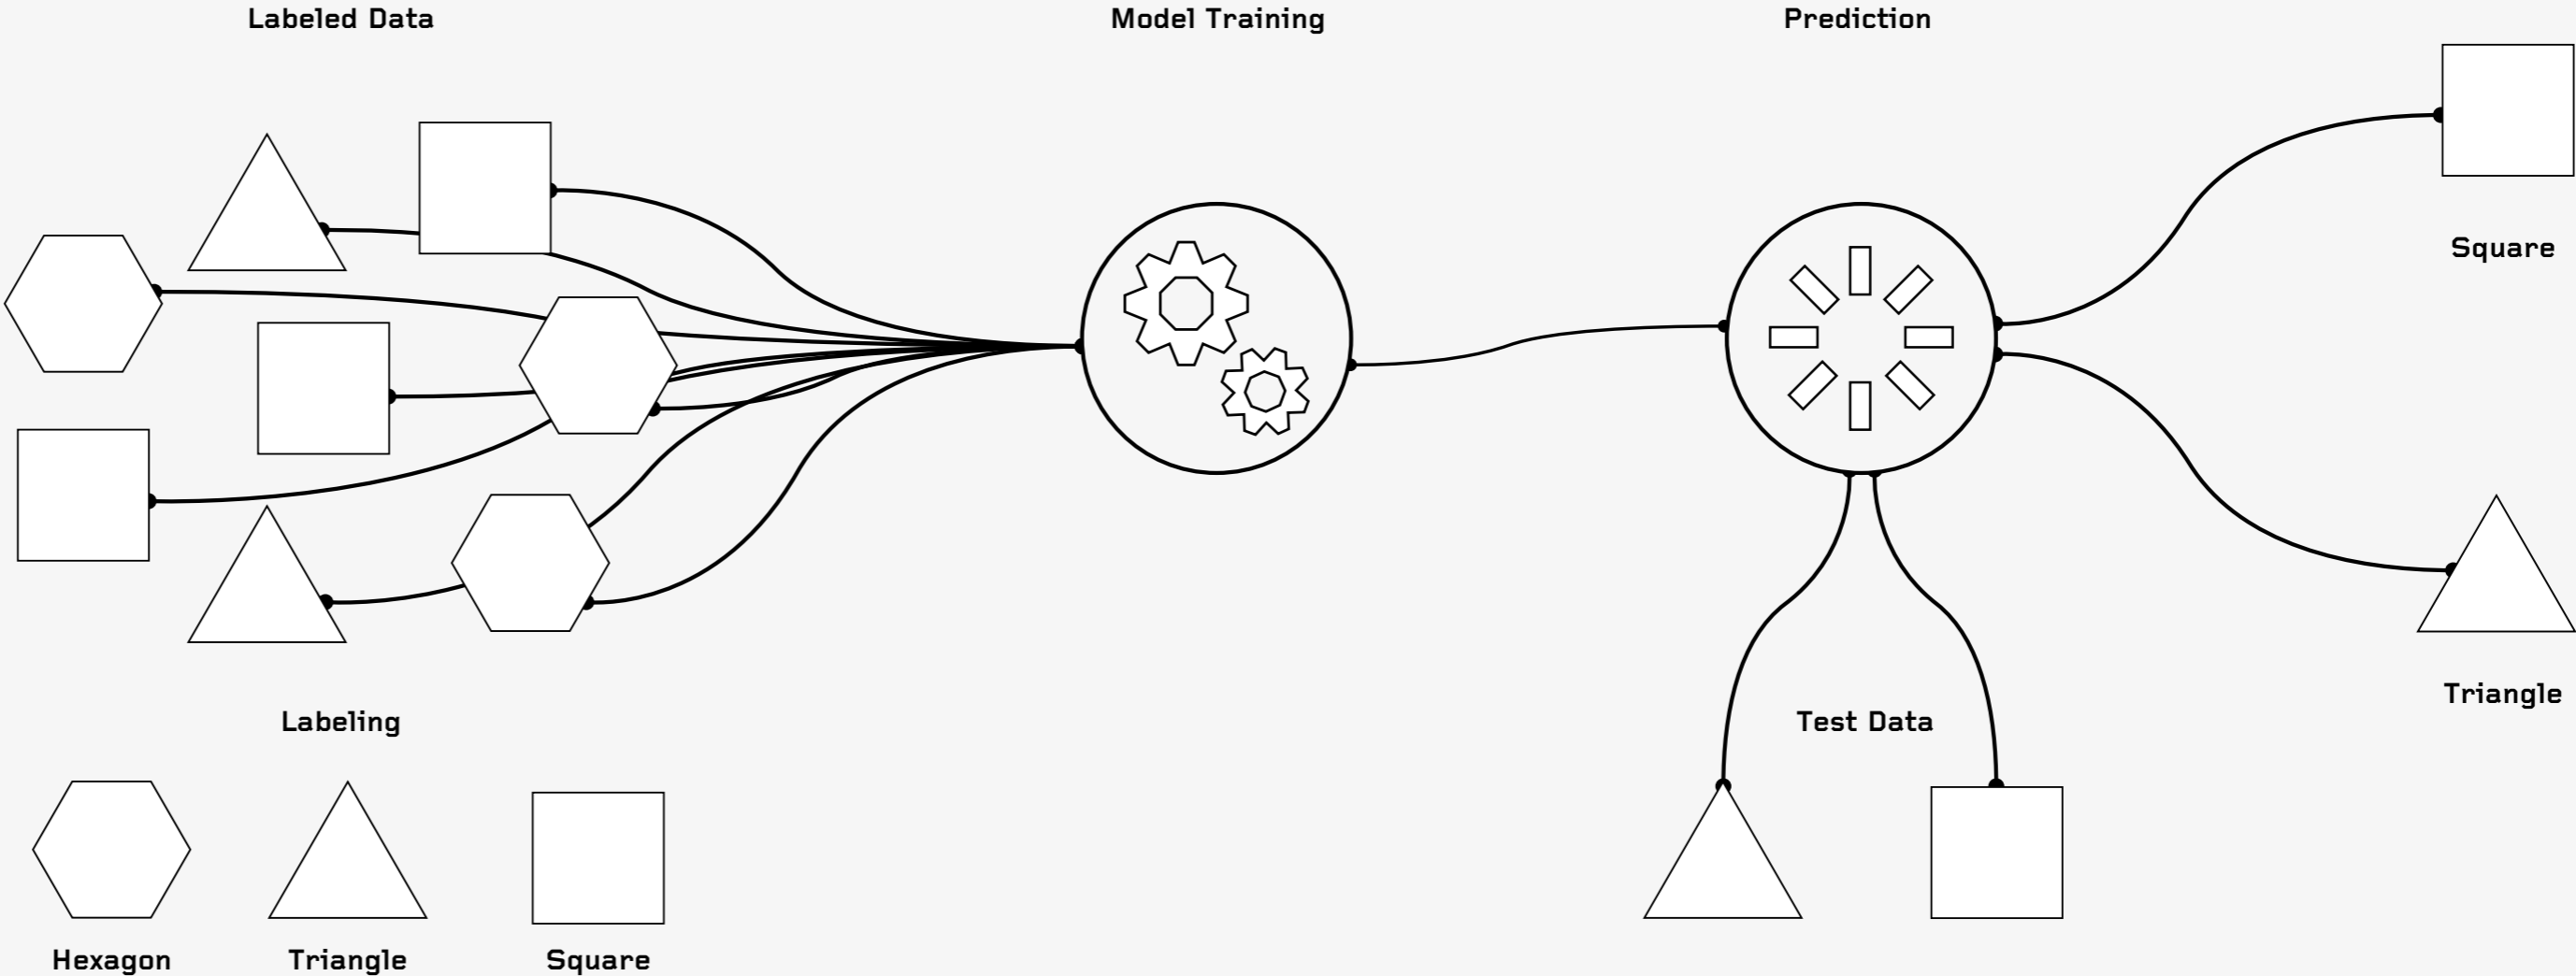 Labeled Data
Model Training
Prediction
Square
Triangle
Labeling
Test Data
Hexagon
Triangle
Square